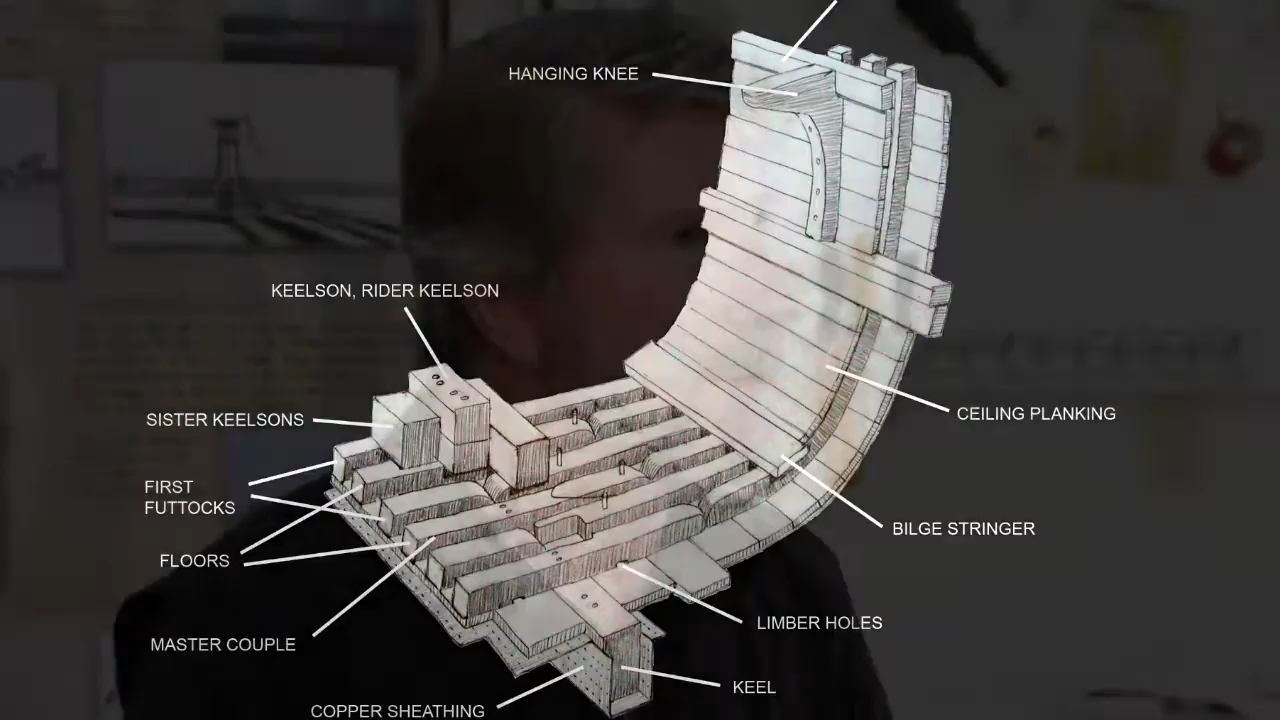 HANGING KNEE
KEELSON, RIDER KEELSON
CEILING PLANKING
SISTER KEELSONS
FIRST
FUTTOCKS
BILGE STRINGER
FLOORS
LIMBER HOLES
MASTER COUPLE
KEEL
COPPER SHEATHING